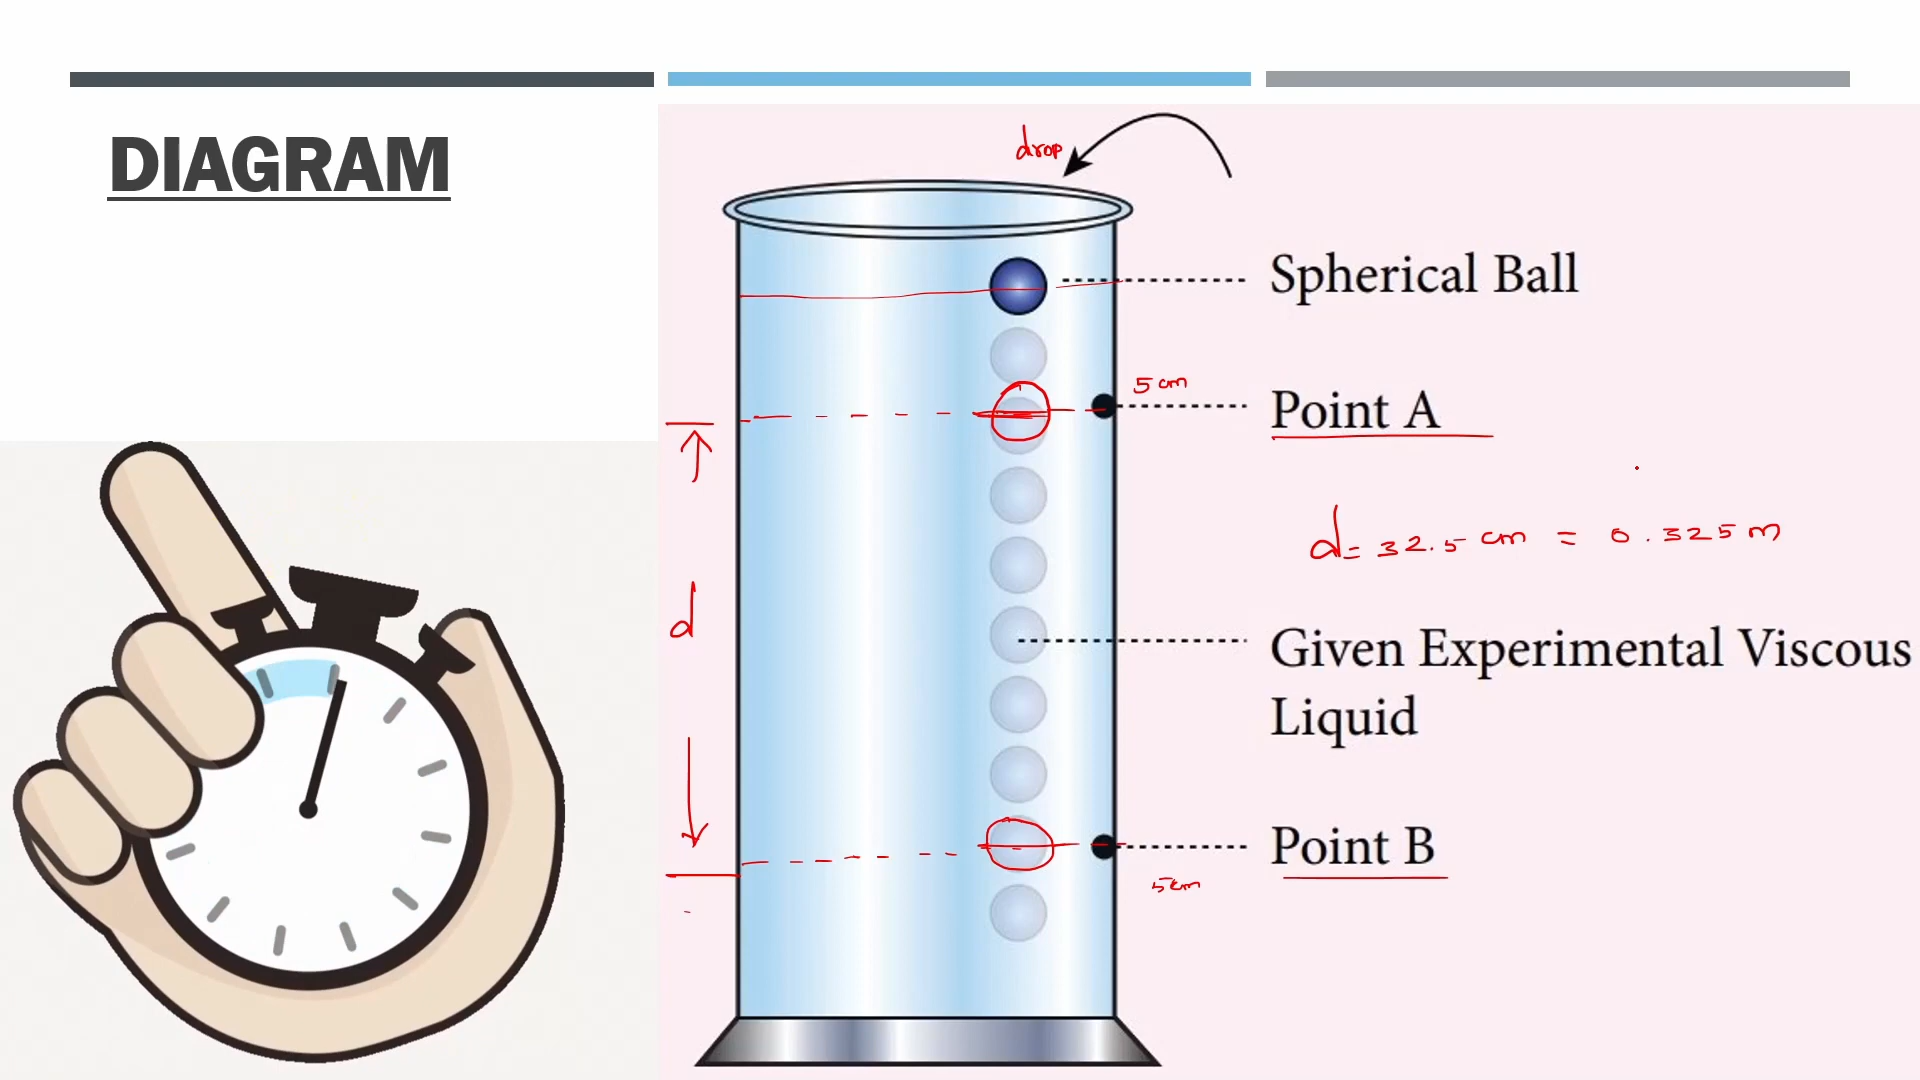 DIAGRAM
drop
Spherical Ball
5 cm
Point A
d = 32.5 cm = 0.325 m
d
Given Experimental Viscous
Liquid
Point B
5cm